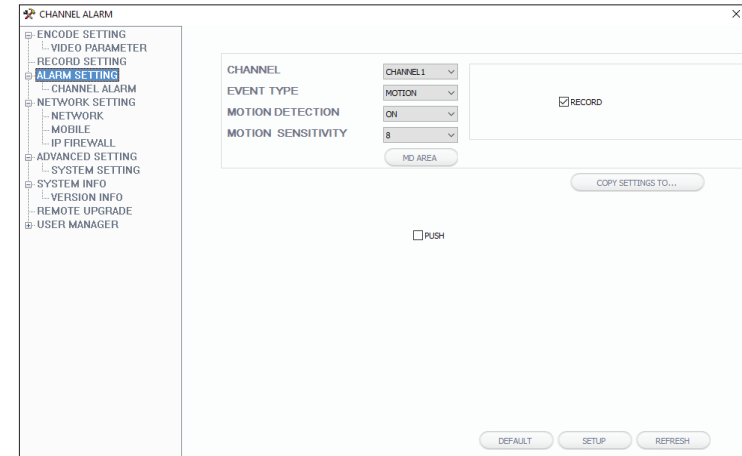 CHANNEL ALARM
ENCODE SETTING
VIDEO PARAMETER
RECORD SETTING
ALARM SETTING
CHANNEL ALARM
NETWORK SETTING
NETWORK
MOBILE
IP FIREWALL
ADVANCED SETTING
SYSTEM SETTING
SYSTEM INFO
VERSION INFO
REMOTE UPGRADE
USER MANAGER
CHANNEL CHANNEL1
EVENT TYPE MOTION
MOTION DETECTION ON
MOTION SENSITIVITY 8
MD AREA
RECORD
COPY SETTINGS TO...
PUSH
DEFAULT SETUP REFRESH